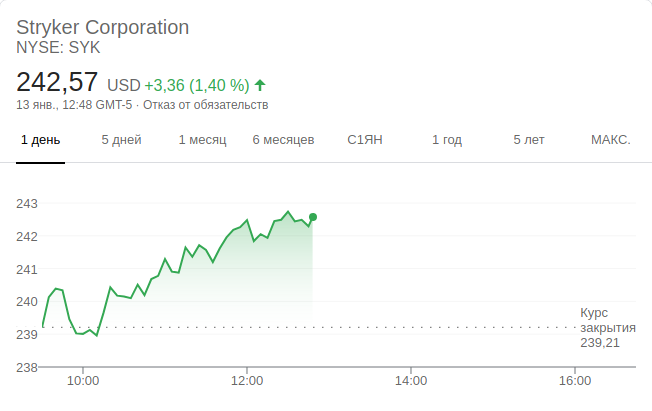 Stryker Corporation
NYSE: SYK
242,57 USD +3,36 (1,40 %)
13 янв., 12:48 GMT-5 · Отказ от обязательств
1 день 5 дней 1 месяц 6 месяцев С1ЯН 1 год 5 лет МАКС.
243
242
241
240
239
238
Курс
закрытия
239,21
10:00 12:00 14:00 16:00